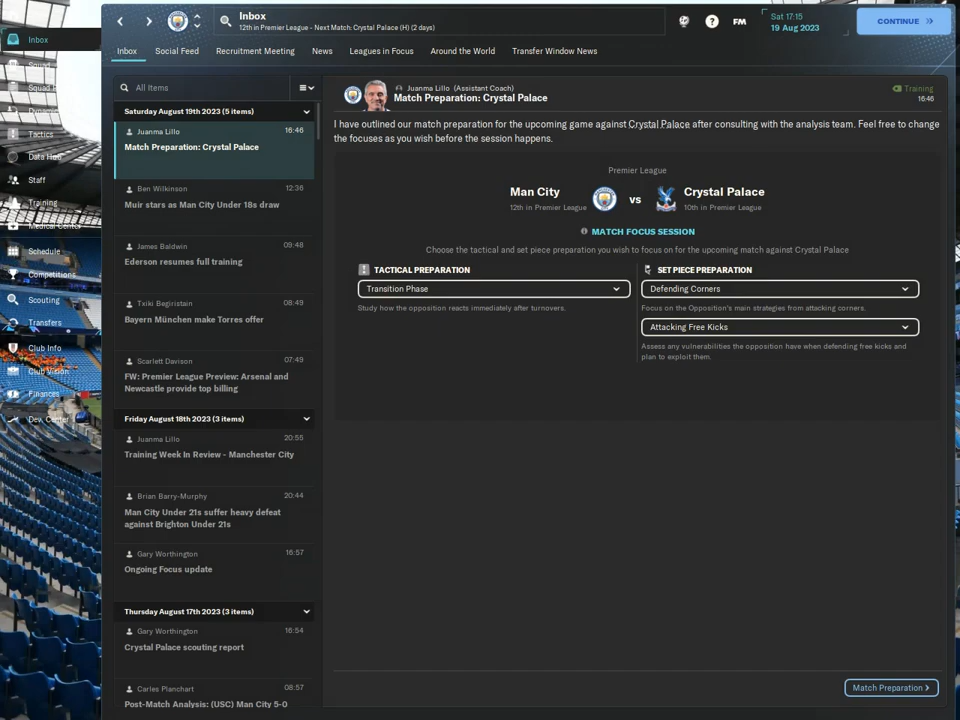 Inbox
12th in Premier League - Next Match: Crystal Palace (H) (2 days)
FM
Sat 17:15
19 Aug 2023
CONTINUE
Inbox
Social Feed
Recruitment Meeting
News
Leagues in Focus
Around the World
Transfer Window News
Inbox
Tactics
Data Hub
Staff
Training
Medical Center
Schedule
Competitions
Scouting
Transfers
Club Info
Club Vision
Finances
Dev. Center
All Items
Saturday August 19th 2023 (5 items)
Juanma Lillo 16:46
Match Preparation: Crystal Palace
Ben Wilkinson 12:36
Muir stars as Man City Under 18s draw
James Baldwin 09:48
Ederson resumes full training
Txiki Begiristain 08:49
Bayern München make Torres offer
Scarlett Davison 07:49
FW: Premier League Preview: Arsenal and
Newcastle provide top billing
Friday August 18th 2023 (3 items)
Juanma Lillo 20:55
Training Week In Review - Manchester City
Brian Barry-Murphy 20:44
Man City Under 21s suffer heavy defeat
against Brighton Under 21s
Gary Worthington 16:57
Ongoing Focus update
Thursday August 17th 2023 (3 items)
Gary Worthington 16:54
Crystal Palace scouting report
Carles Planchart 08:57
Post-Match Analysis: (USC) Man City 5-0
Juanma Lillo (Assistant Coach)
Match Preparation: Crystal Palace
Training
16:46
I have outlined our match preparation for the upcoming game against Crystal Palace after consulting with the analysis team. Feel free to change
the focuses as you wish before the session happens.
Premier League
Man City
12th in Premier League
vs
Crystal Palace
10th in Premier League
MATCH FOCUS SESSION
Choose the tactical and set piece preparation you wish to focus on for the upcoming match against Crystal Palace
TACTICAL PREPARATION
Transition Phase
Study how the opposition reacts immediately after turnovers.
SET PIECE PREPARATION
Defending Corners
Focus on the Opposition's main strategies from attacking corners.
Attacking Free Kicks
Assess any vulnerabilities the opposition have when defending free kicks and
plan to exploit them.
Match Preparation